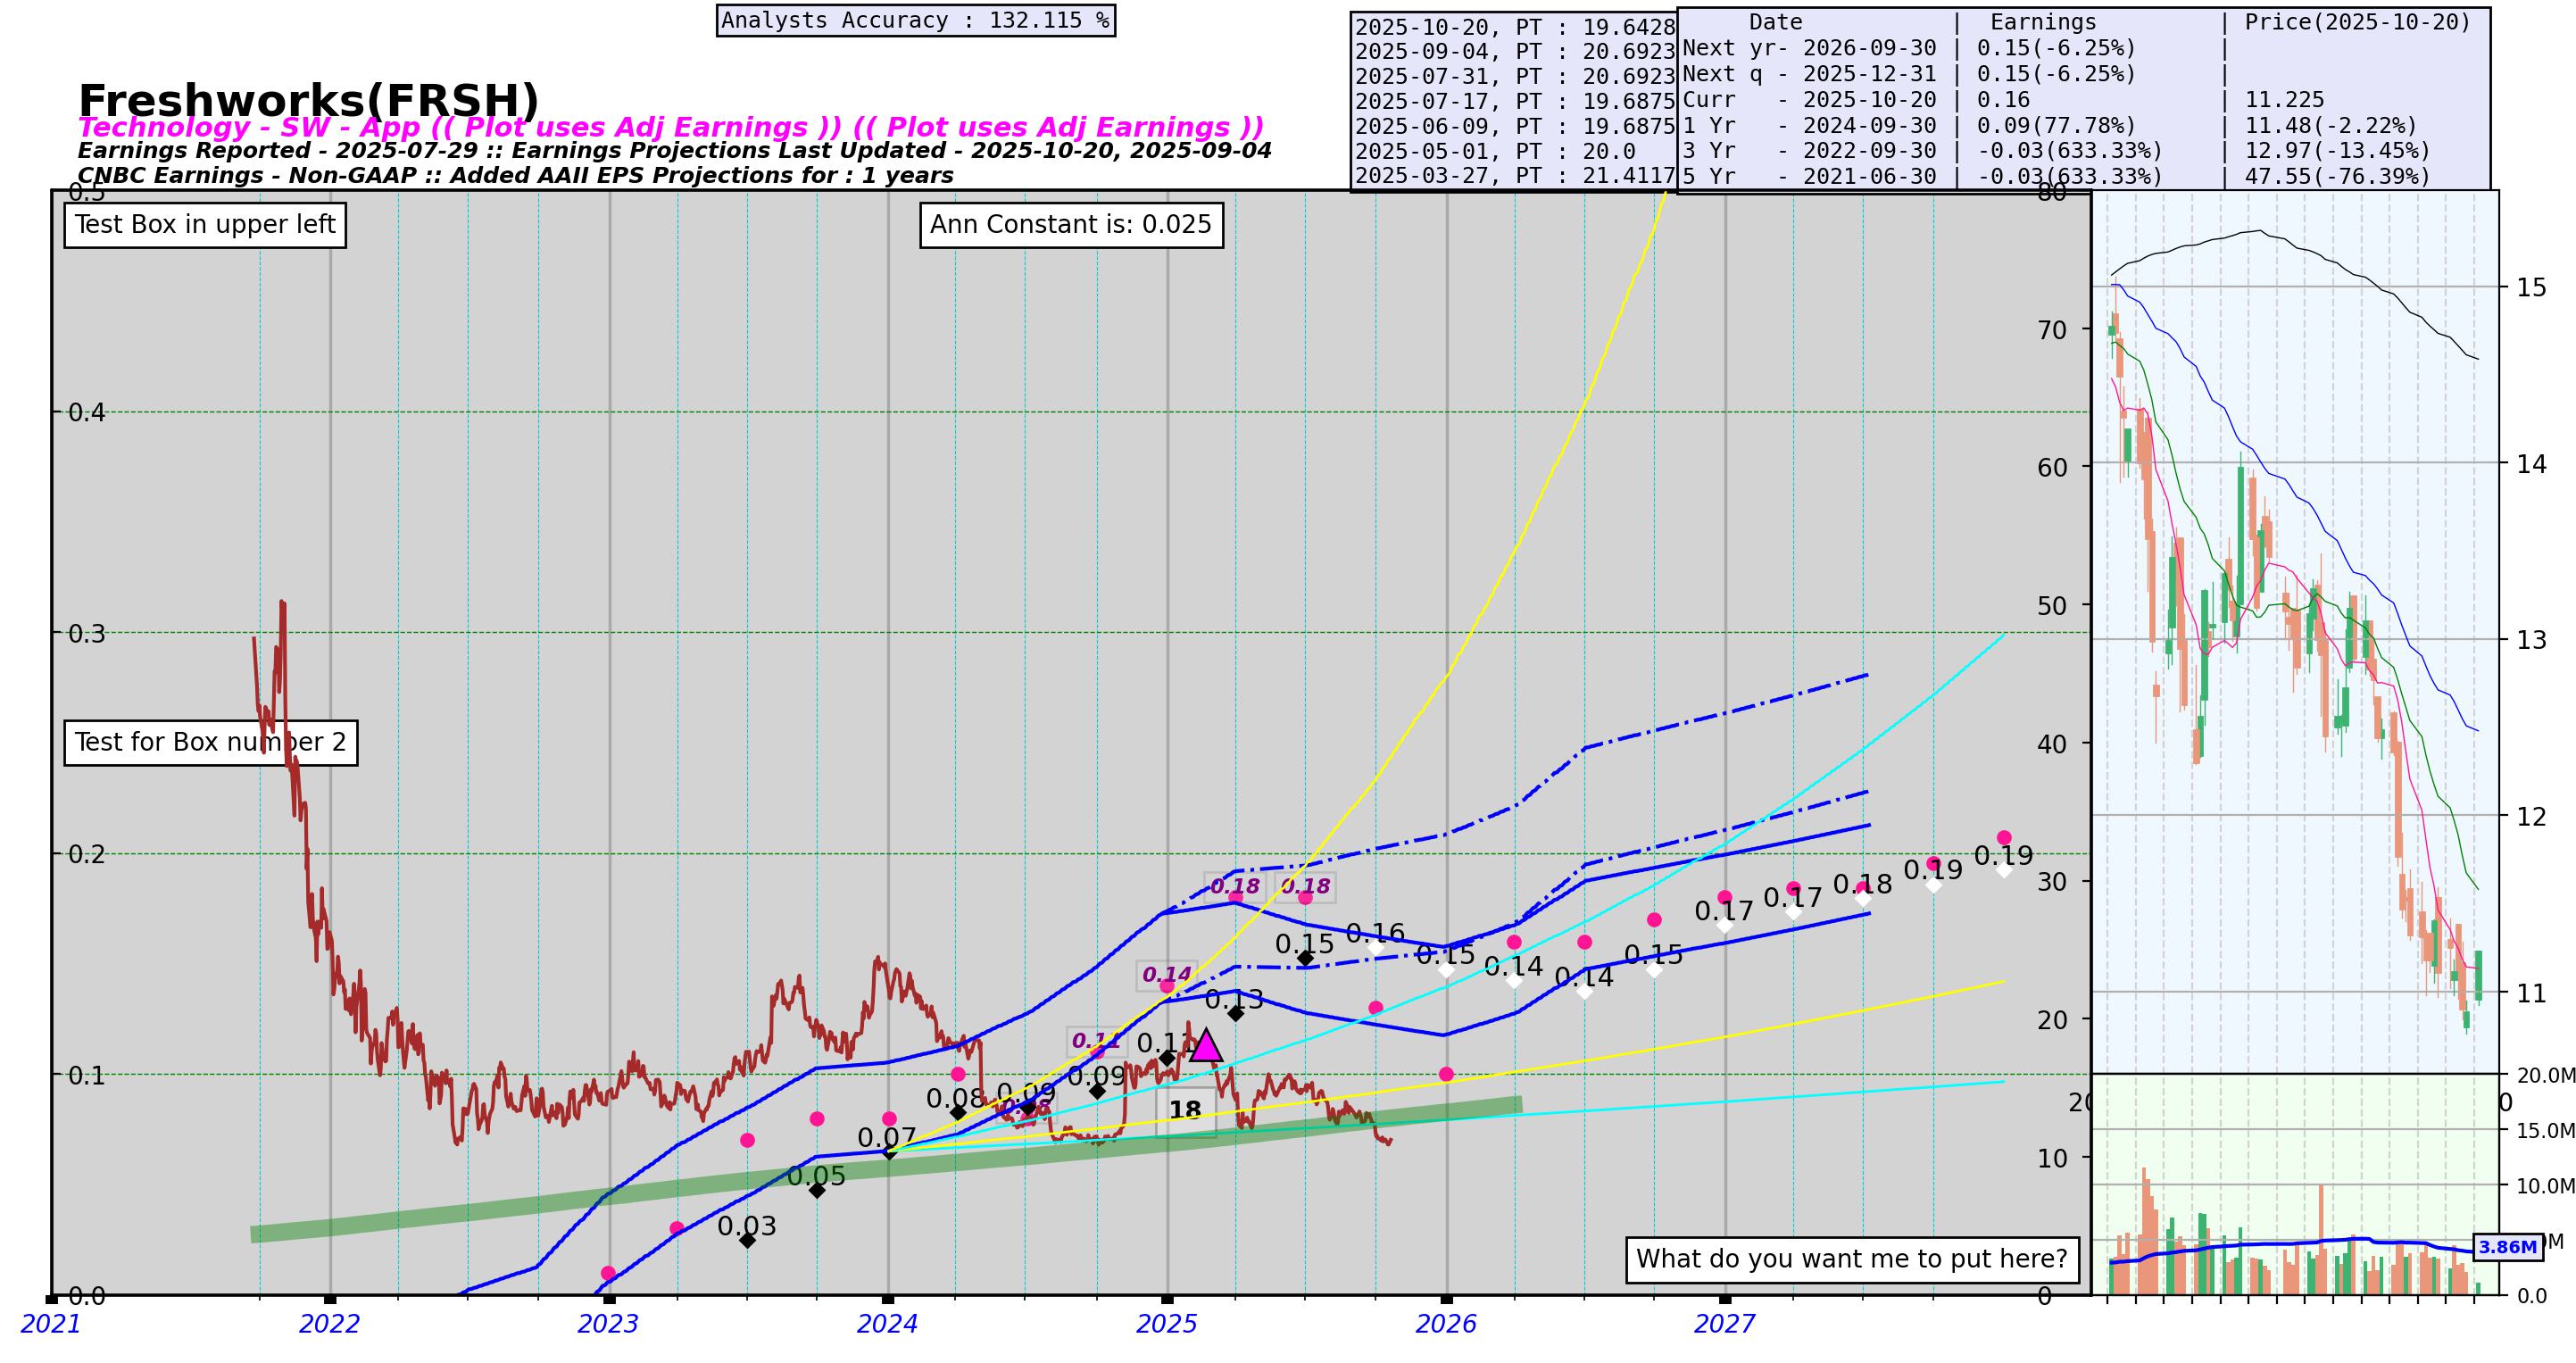 Analysts Accuracy : 132.115 %
2025-10-20, PT : 19.6428
2025-09-04, PT : 20.6923
2025-07-31, PT : 20.6923
2025-07-17, PT : 19.6875
2025-06-09, PT : 19.6875
2025-05-01, PT : 20.0
2025-03-27, PT : 21.4117
Date | Earnings | Price(2025-10-20)
Next yr- 2026-09-30 | 0.15(-6.25%) |
Next q - 2025-12-31 | 0.15(-6.25%) |
Curr - 2025-10-20 | 0.16 | 11.225
1 Yr - 2024-09-30 | 0.09(77.78%) | 11.48(-2.22%)
3 Yr - 2022-09-30 | -0.03(633.33%) | 12.97(-13.45%)
5 Yr - 2021-06-30 | -0.03(633.33%) | 47.55(-76.39%)
Freshworks(FRSH)
Technology - SW - App (( Plot uses Adj Earnings )) (( Plot uses Adj Earnings ))
Earnings Reported - 2025-07-29 :: Earnings Projections Last Updated - 2025-10-20, 2025-09-04
CNBC Earnings - Non-GAAP :: Added AAII EPS Projections for : 1 years
Test Box in upper left
Ann Constant is: 0.025
Test for Box number 2
What do you want me to put here?
0.5
0.4
0.3
0.2
0.1
0.0
80
70
60
50
40
30
20
10
0
0.03
0.05
0.07
0.08
0.09
0.09
0.11
0.13
0.15
0.16
0.15
0.14
0.14
0.15
0.17
0.17
0.18
0.19
0.19
0.11
0.14
0.18
0.18
18
15
14
13
12
11
20.0M
15.0M
10.0M
3.86M
0.0
2021
2022
2023
2024
2025
2026
2027